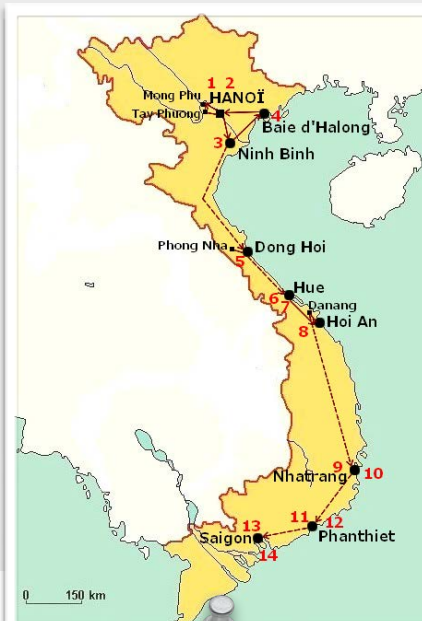 1 2
Mong Phu
HANOÏ
Tay Phuong
4
Baie d'Halong
3
Ninh Binh
Phong Nha
Dong Hoi
5
Hue
6
7
Danang
8
Hoi An
9
10
Nhatrang
11
12
Phanthiet
13
Saigon
14
0 150 km